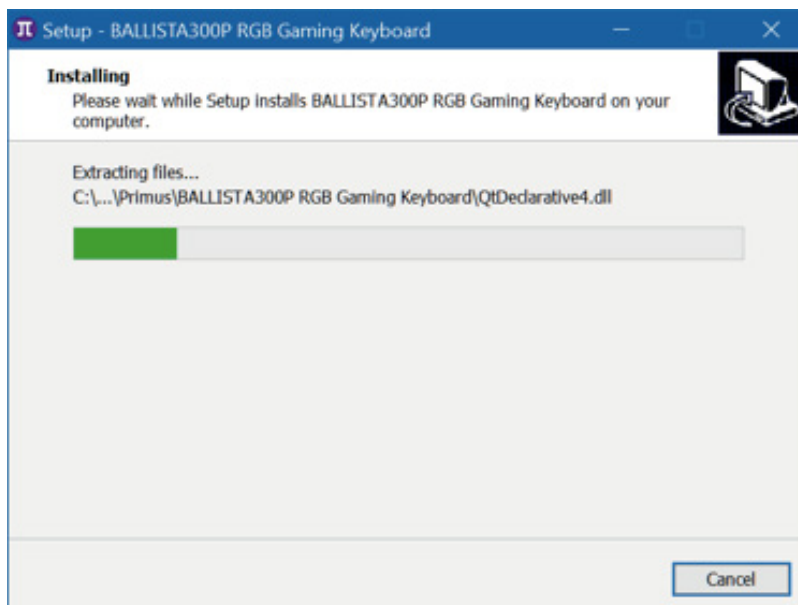 Setup - BALLISTA300P RGB Gaming Keyboard
Installing
Please wait while Setup installs BALLISTA300P RGB Gaming Keyboard on your
computer.
Extracting files...
C:\...\Primus\BALLISTA300P RGB Gaming Keyboard\QtDeclarative4.dll
Cancel